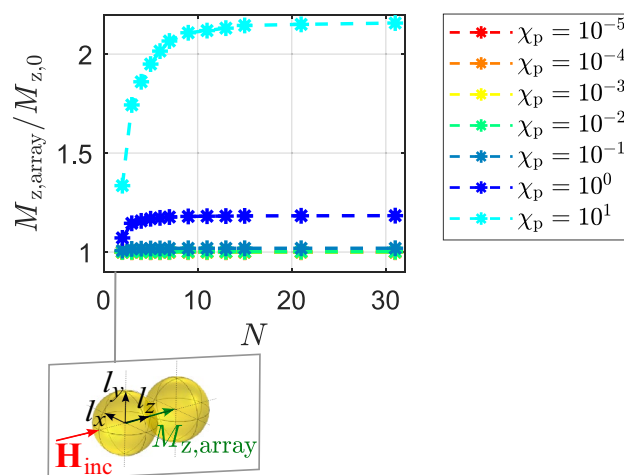 M_z,array / M_z,0
2
1.5
1
0 10 20 30
N
χ_p = 10^-5
χ_p = 10^-4
χ_p = 10^-3
χ_p = 10^-2
χ_p = 10^-1
χ_p = 10^0
χ_p = 10^1
l_y
l_x
l_z
M_z,array
H_inc